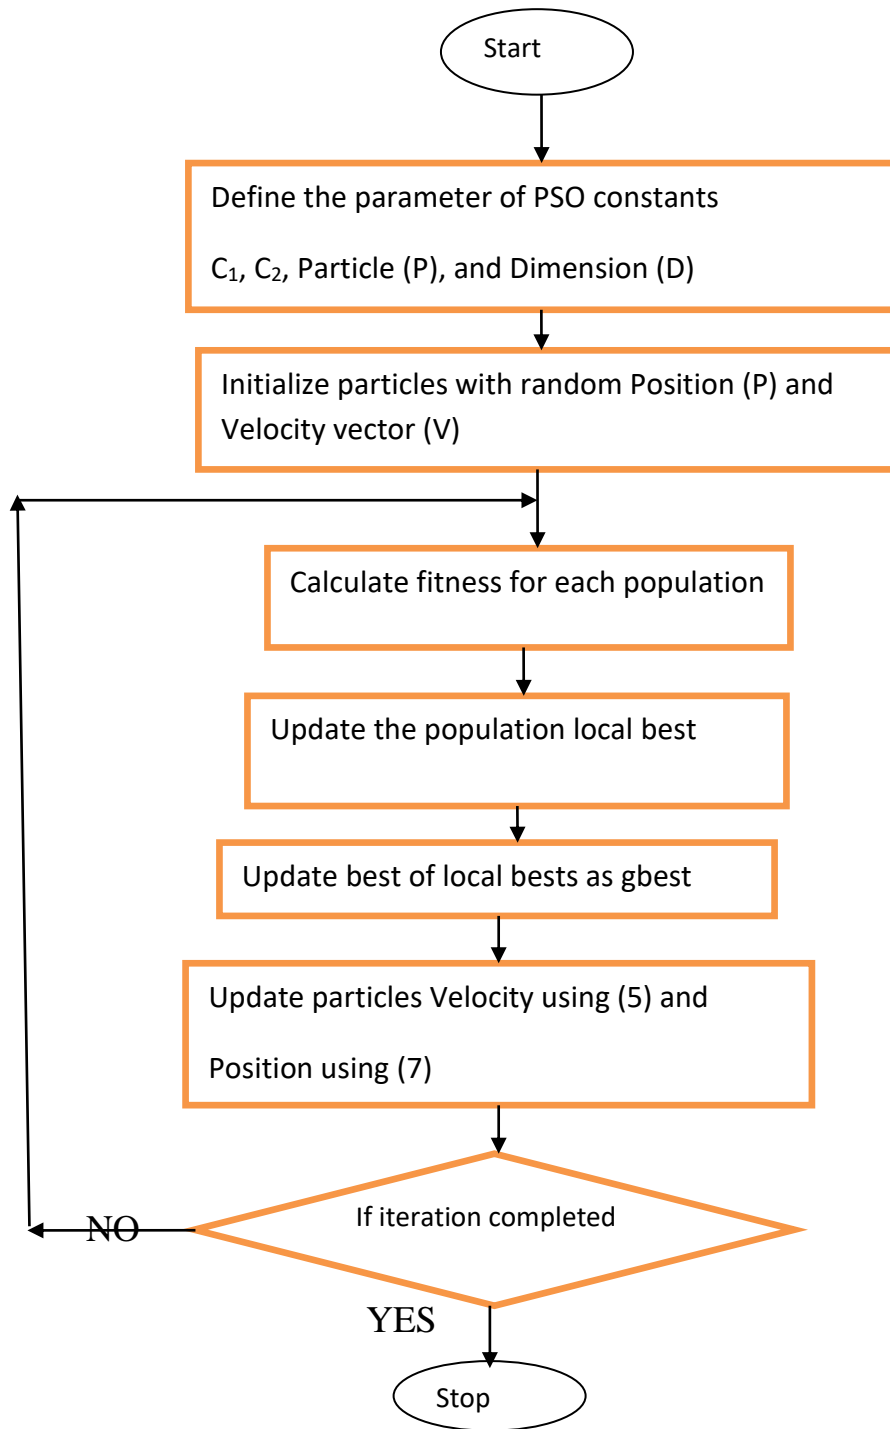 Start
Define the parameter of PSO constants
C₁, C₂, Particle (P), and Dimension (D)
Initialize particles with random Position (P) and
Velocity vector (V)
Calculate fitness for each population
Update the population local best
Update best of local bests as gbest
Update particles Velocity using (5) and
Position using (7)
If iteration completed
NO
YES
Stop